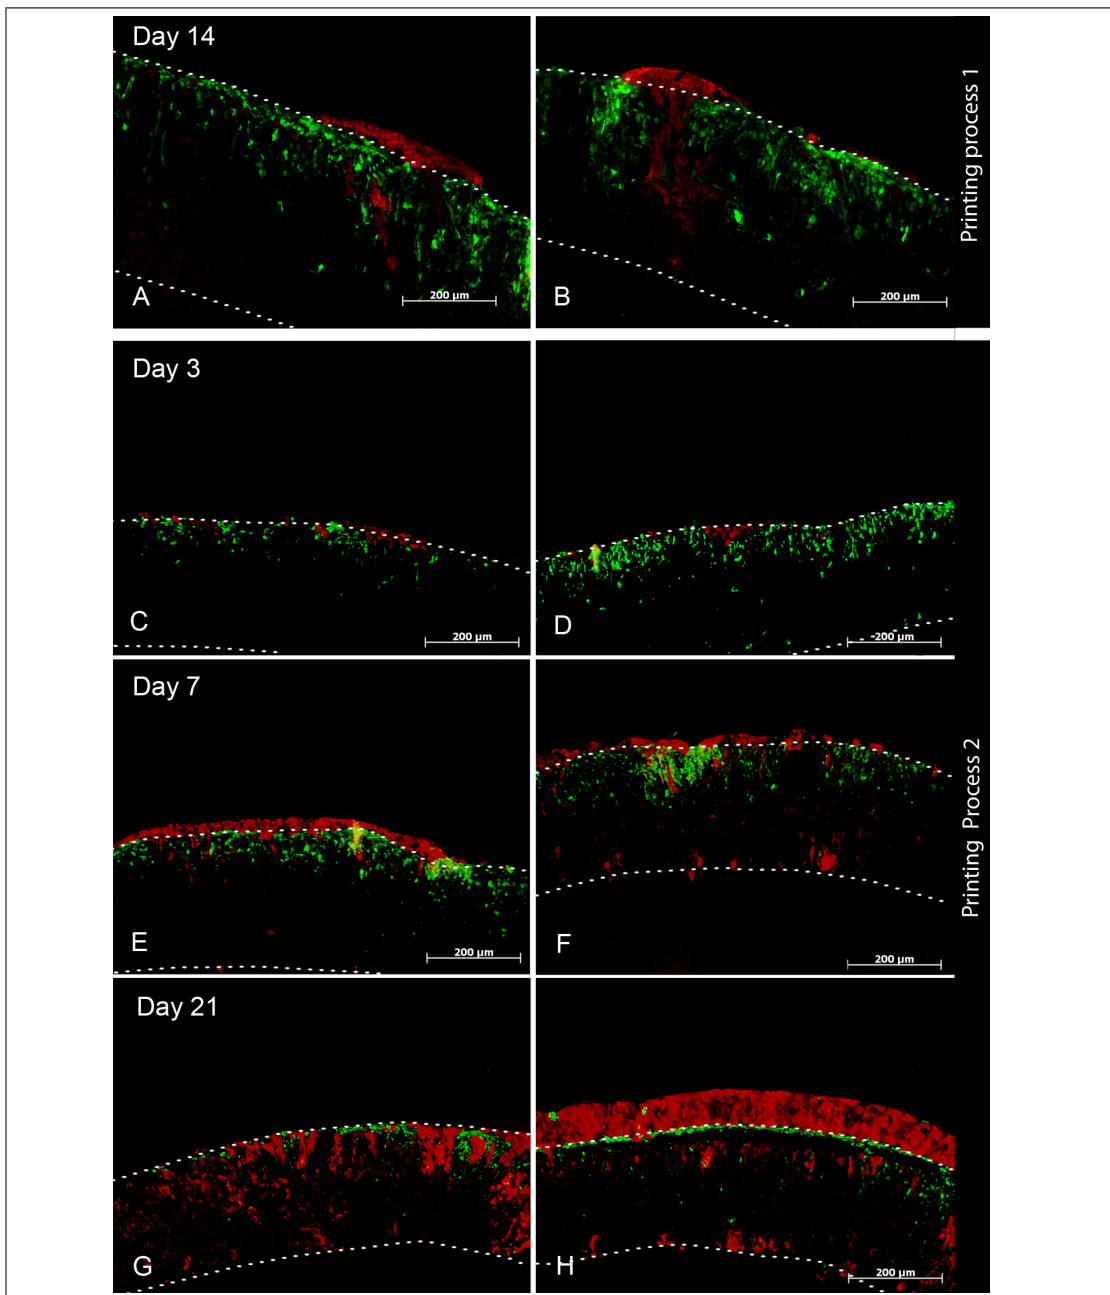 Day 14
A
200 µm
B
200 µm
Printing process 1
Day 3
C
200 µm
D
200 µm
Day 7
E
200 µm
F
200 µm
Printing Process 2
Day 21
G
H
200 µm